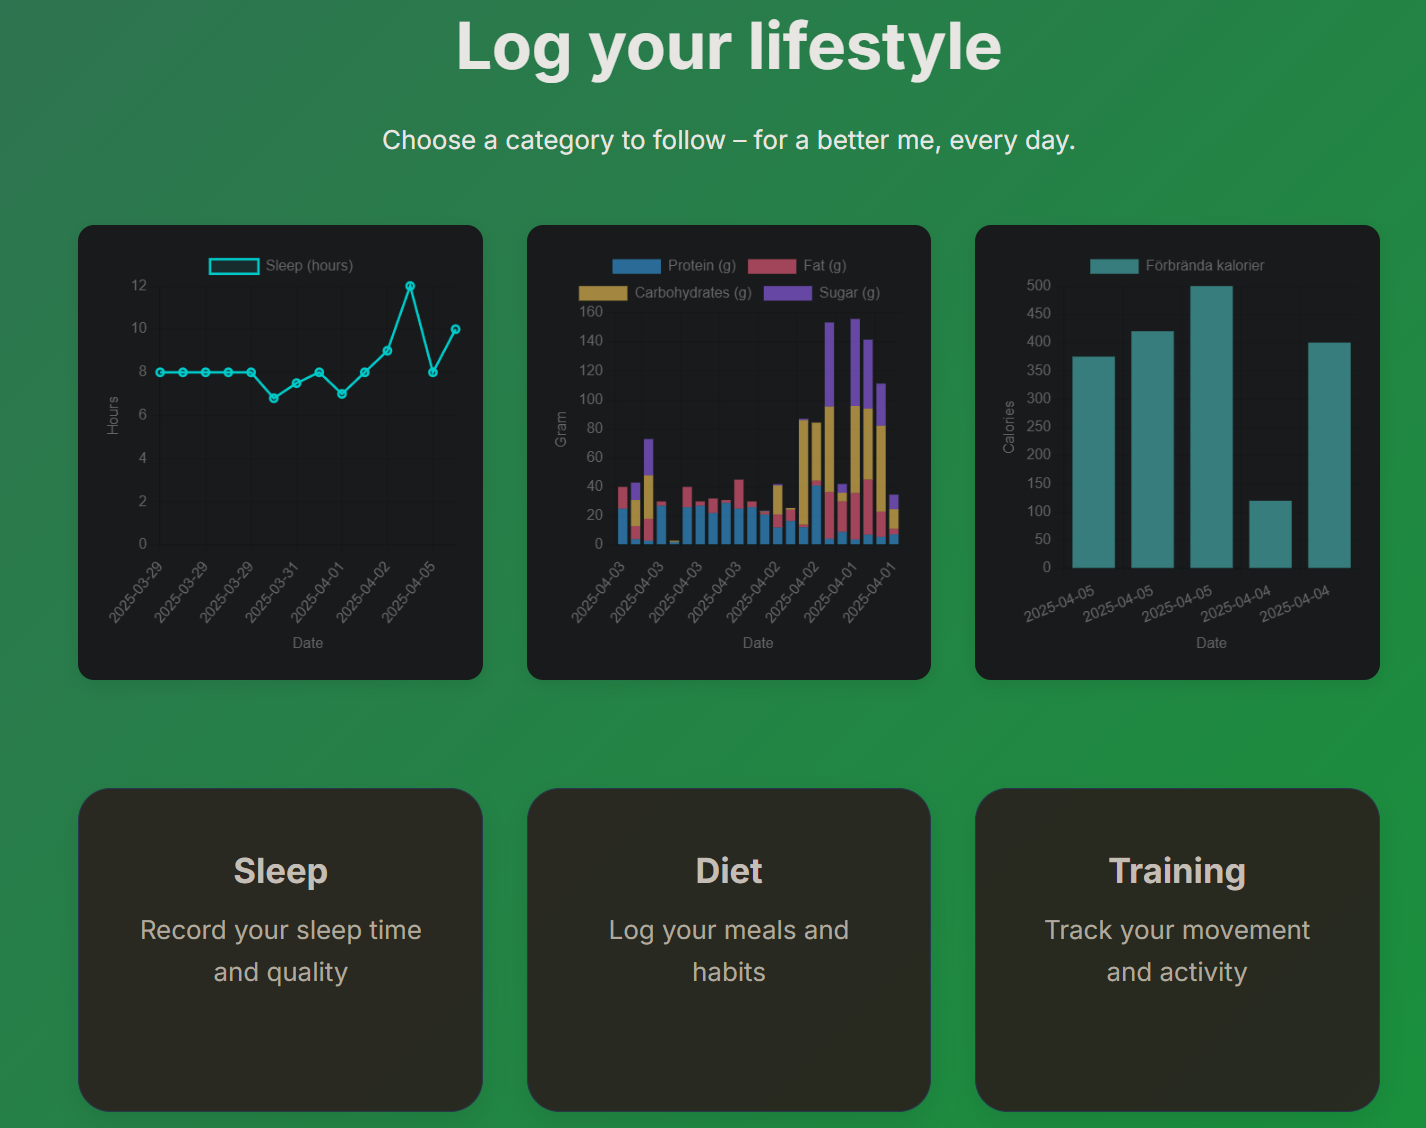 Log your lifestyle
Choose a category to follow – for a better me, every day.
Sleep (hours)
12
10
8
6
4
2
0
Hours
2025-03-29
2025-03-29
2025-03-29
2025-03-31
2025-04-01
2025-04-02
2025-04-05
Date
Protein (g)
Fat (g)
Carbohydrates (g)
Sugar (g)
160
140
120
100
80
60
40
20
0
Gram
2025-04-03
2025-04-03
2025-04-03
2025-04-03
2025-04-02
2025-04-02
2025-04-01
2025-04-01
Date
Förbrända kalorier
500
450
400
350
300
250
200
150
100
50
0
Calories
2025-04-05
2025-04-05
2025-04-05
2025-04-04
2025-04-04
Date
Sleep
Record your sleep time
and quality
Diet
Log your meals and
habits
Training
Track your movement
and activity